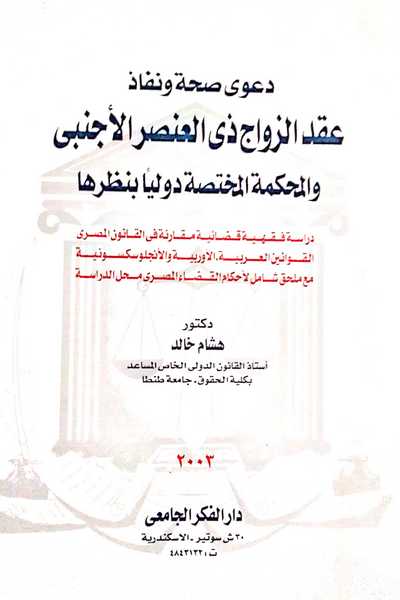 دعوى صحة ونفاذ
عقد الزواج ذى العنصر الأجنبى
والمحكمة المختصة دوليا بنظرها
دراسة فقهية قضائية مقارنة فى القانون المصرى
القوانين العربية، الاوربية والأنجلوسكسونية
مع ملحق شامل لأحكام القضاء المصرى محل الدراسة
دكتور
هشام خالد
أستاذ القانون الدولى الخاص المساعد
بكلية الحقوق - جامعة طنطا
٢٠٠٣
دار الفكر الجامعى
٣٠ ش سوتير - الاسكندرية
ت : ٤٨٤٣١٣٢